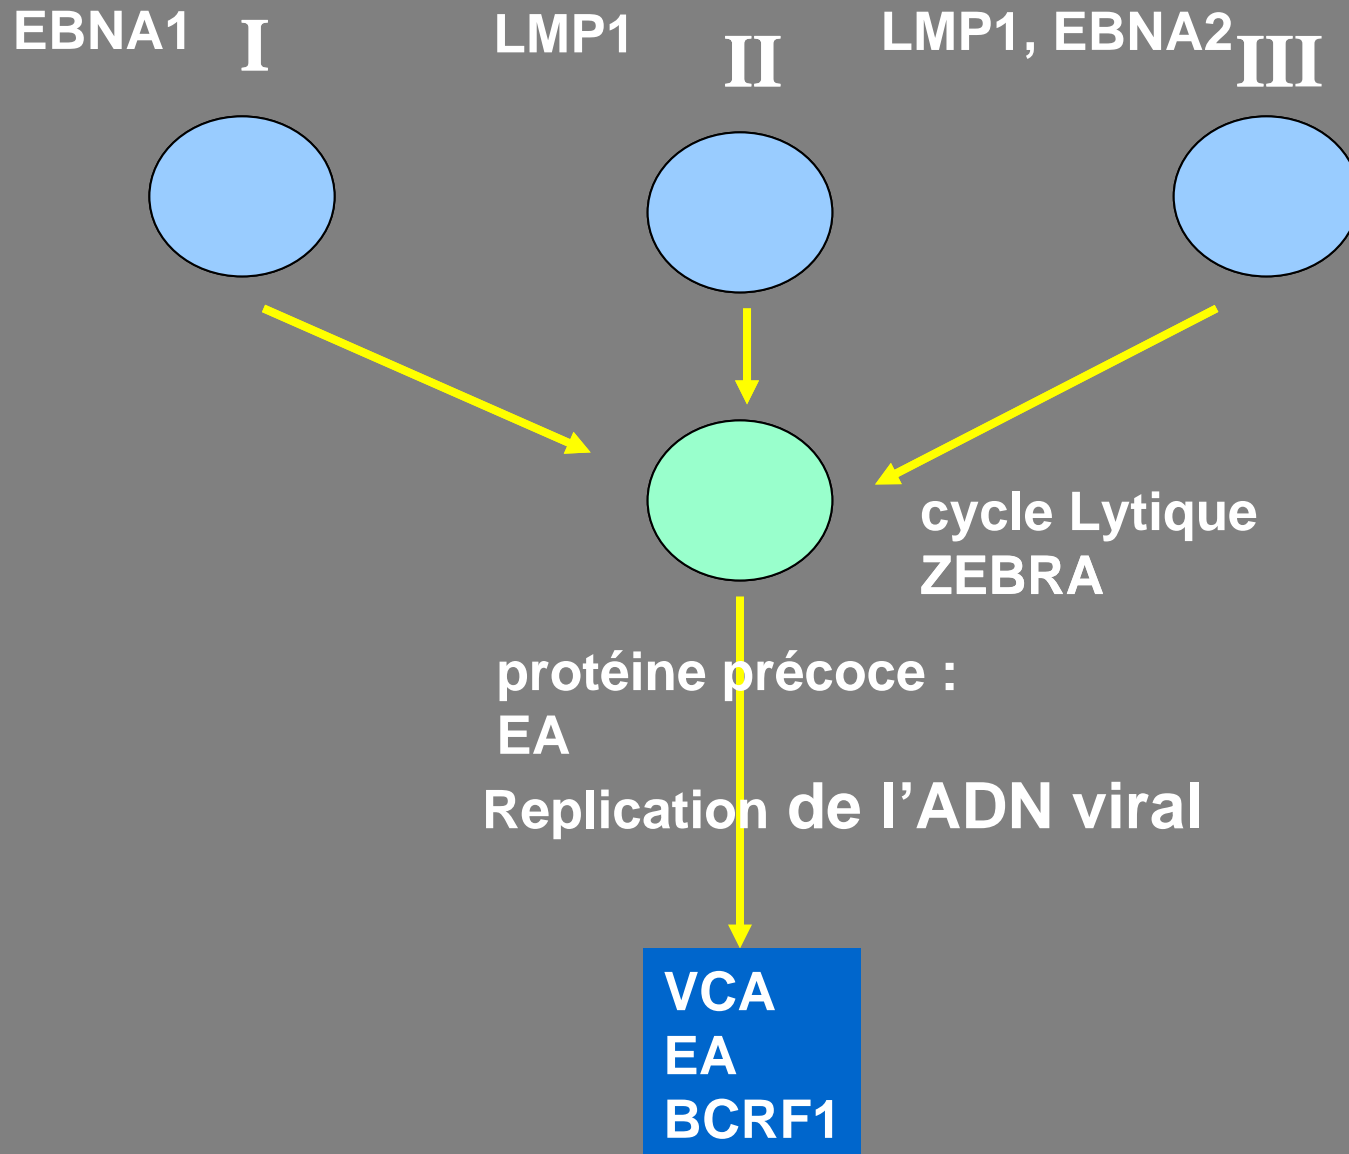 EBNA1 I
LMP1 II
LMP1, EBNA2 III
cycle Lytique
ZEBRA
protéine précoce :
EA
Replication de l’ADN viral
VCA
EA
BCRF1